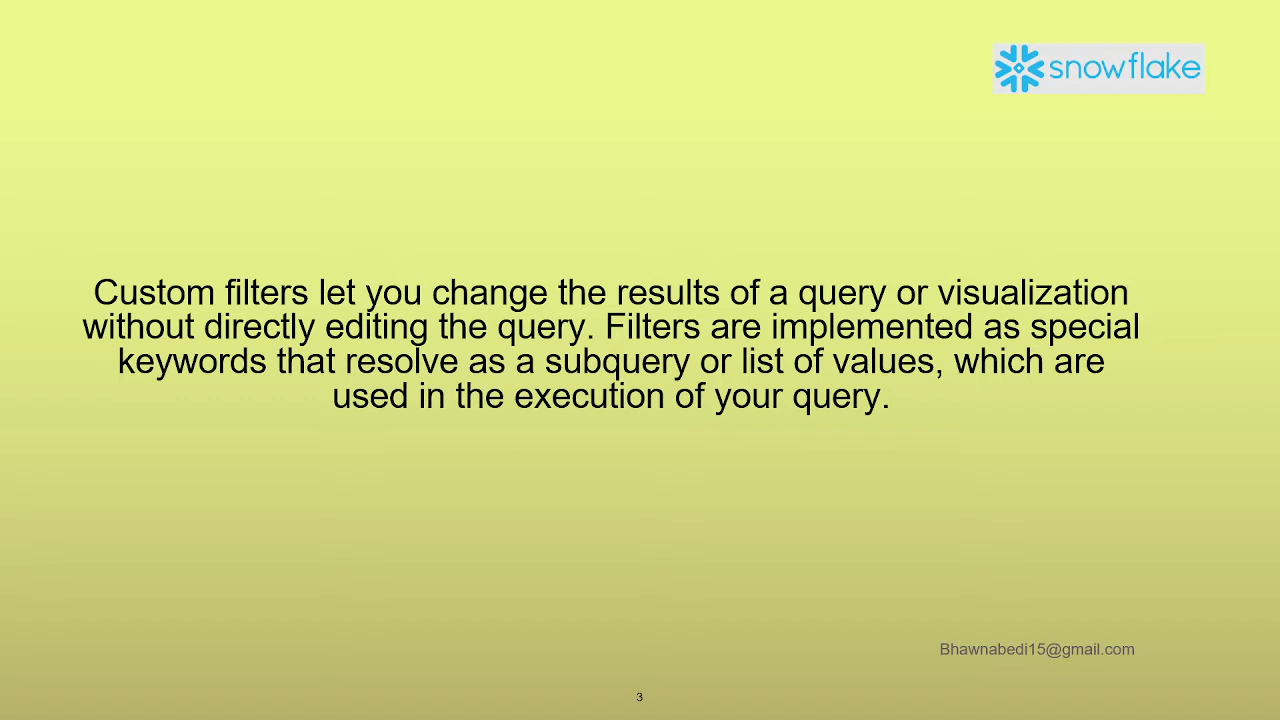 snowflake
Custom filters let you change the results of a query or visualization
without directly editing the query. Filters are implemented as special
keywords that resolve as a subquery or list of values, which are
used in the execution of your query.
Bhawnabedi15@gmail.com
3